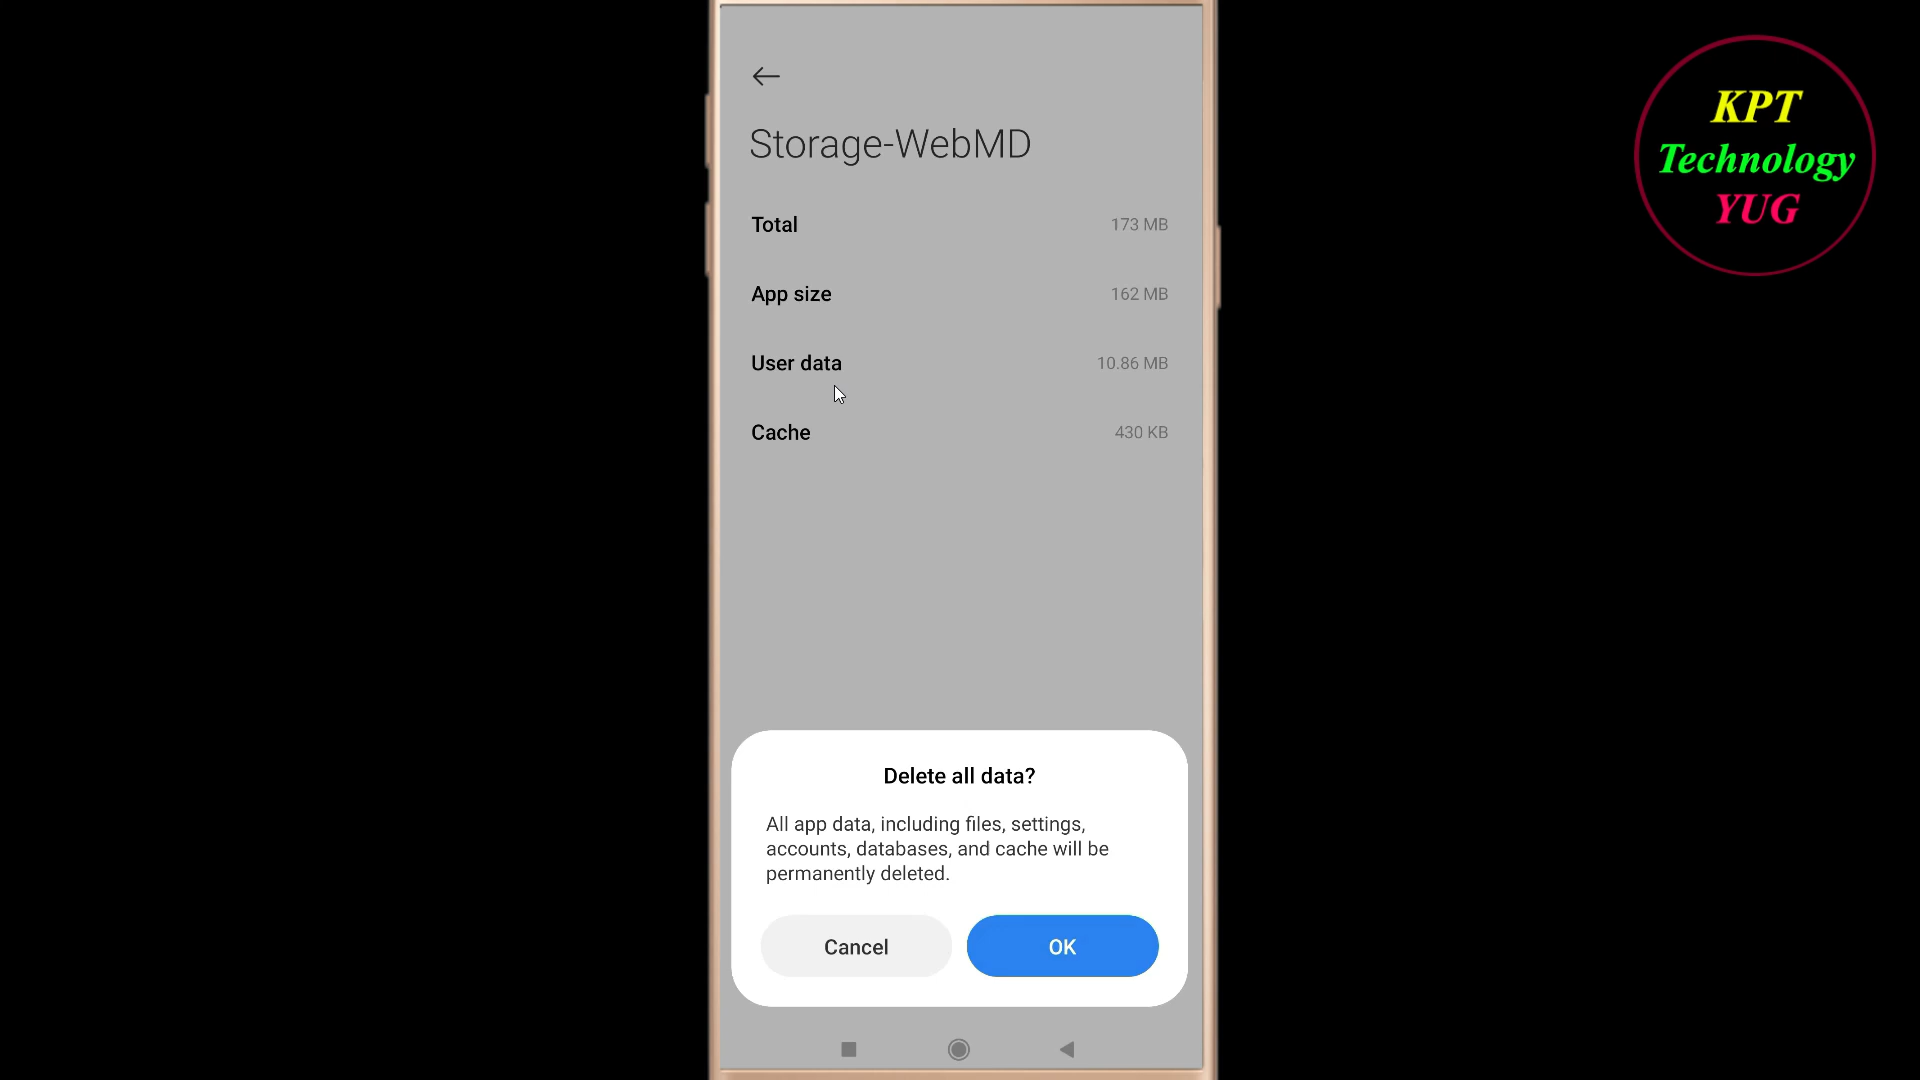 Storage-WebMD
Total 173 MB
App size 162 MB
User data 10.86 MB
Cache 430 KB
Delete all data?
All app data, including files, settings,
accounts, databases, and cache will be
permanently deleted.
Cancel OK
KPT
Technology
YUG